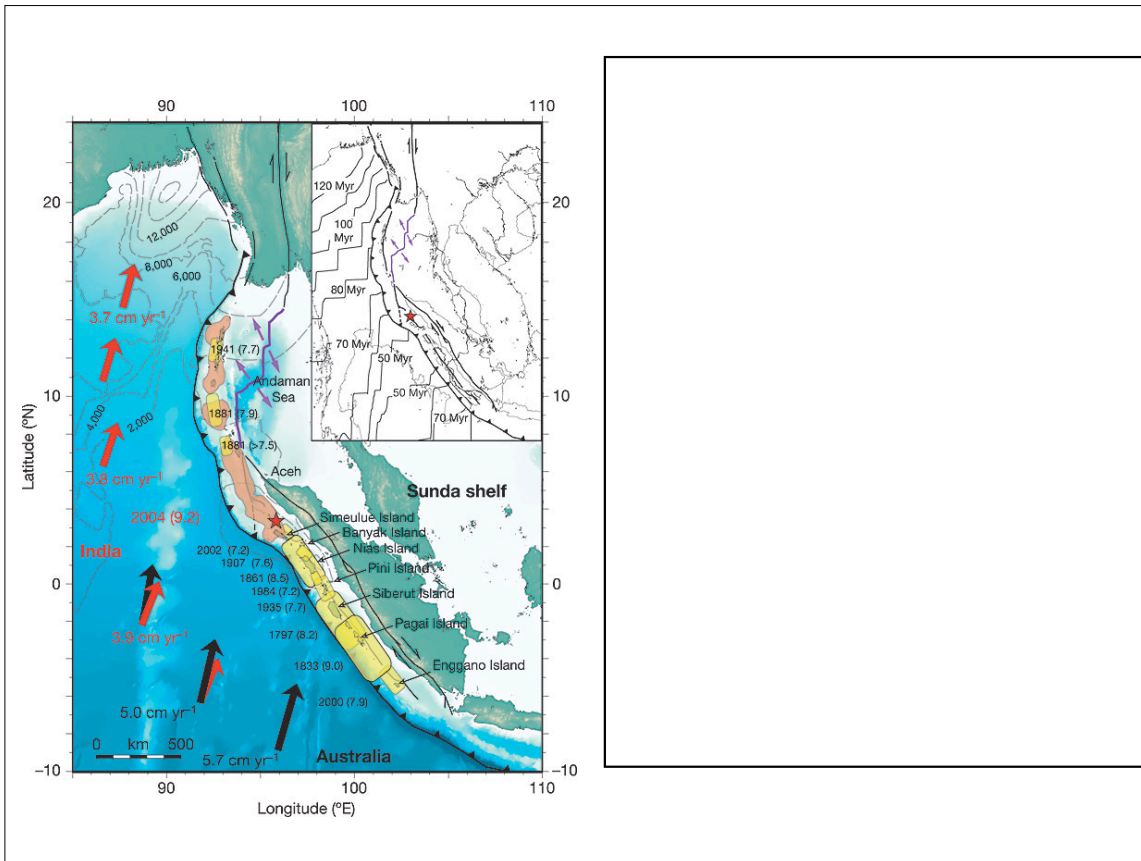 90 100 110
20
10
0
−10
20
10
0
−10
90 100 110
Latitude (ºN)
Longitude (ºE)
12,000
8,000
6,000
3.7 cm yr⁻¹
4,000
2,000
3.8 cm yr⁻¹
2004 (9.2)
India
3.9 cm yr⁻¹
5.0 cm yr⁻¹
5.7 cm yr⁻¹
0 km 500
Australia
1941 (7.7)
Andaman
Sea
1881 (7.9)
1881 (>7.5)
Aceh
Sunda shelf
Simeulue Island
Banyak Island
Nias Island
Pini Island
Siberut Island
Pagai Island
Enggano Island
2002 (7.2)
1907 (7.6)
1861 (8.5)
1984 (7.2)
1935 (7.7)
1797 (8.2)
1833 (9.0)
2000 (7.9)
120 Myr
100
Myr
80 Myr
70 Myr
50 Myr
50 Myr
70 Myr